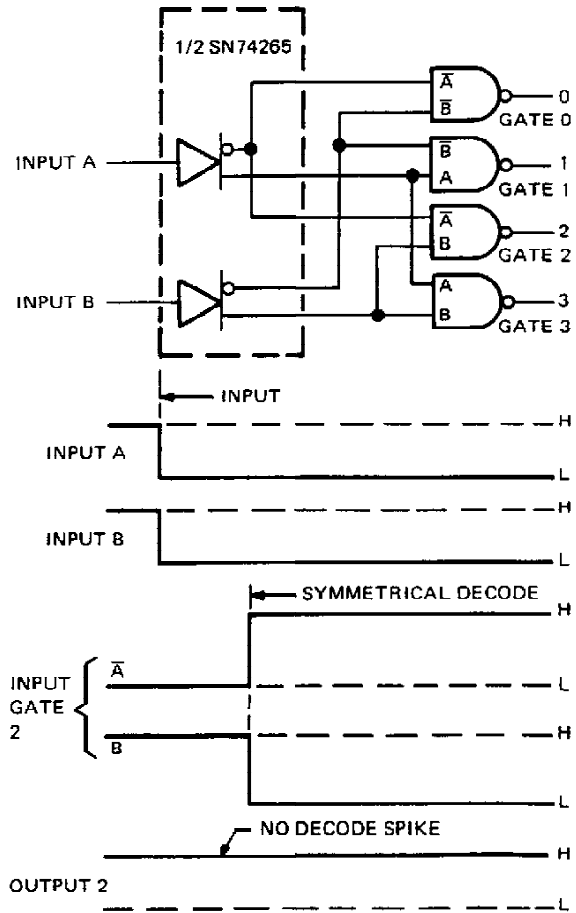 1/2 SN74265
A̅
B̅
0
GATE 0
INPUT A
B̅
A
1
GATE 1
A̅
B
2
GATE 2
INPUT B
A
B
3
GATE 3
INPUT
H
INPUT A
L
H
INPUT B
L
SYMMETRICAL DECODE
H
A̅
INPUT
GATE
2
L
H
B
L
NO DECODE SPIKE
H
OUTPUT 2
L